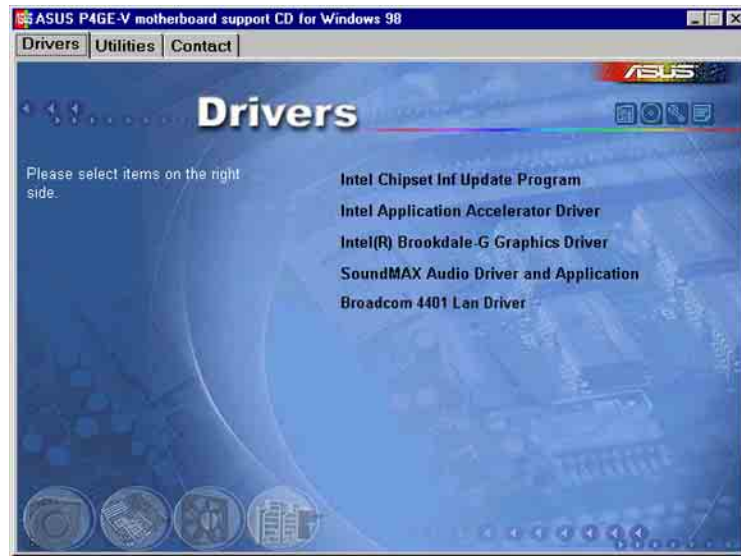 ASUS P4GE-V motherboard support CD for Windows 98
Drivers Utilities Contact
ASUS
Drivers
Please select items on the right
side.
Intel Chipset Inf Update Program
Intel Application Accelerator Driver
Intel(R) Brookdale-G Graphics Driver
SoundMAX Audio Driver and Application
Broadcom 4401 Lan Driver